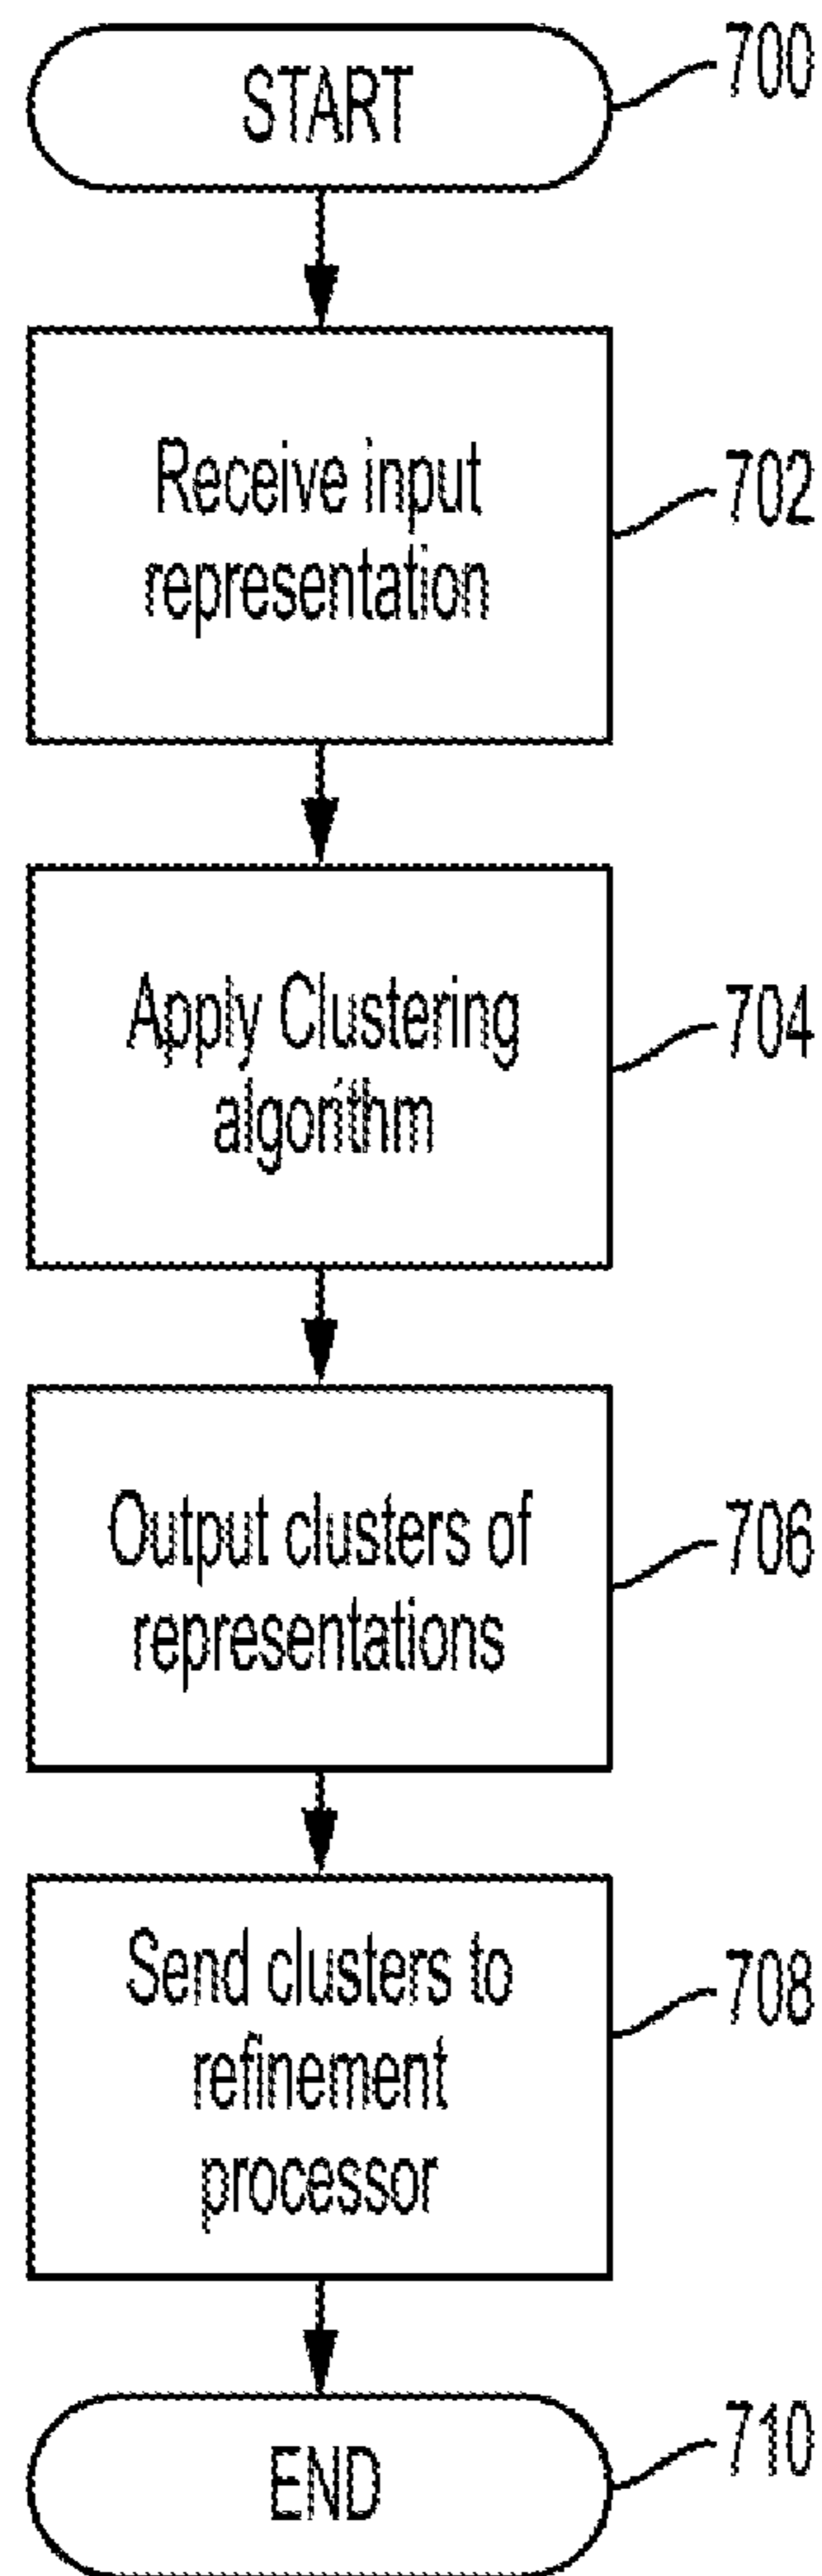 START
700
Receive input
representation
702
Apply Clustering
algorithm
704
Output clusters of
representations
706
Send clusters to
refinement
processor
708
END
710